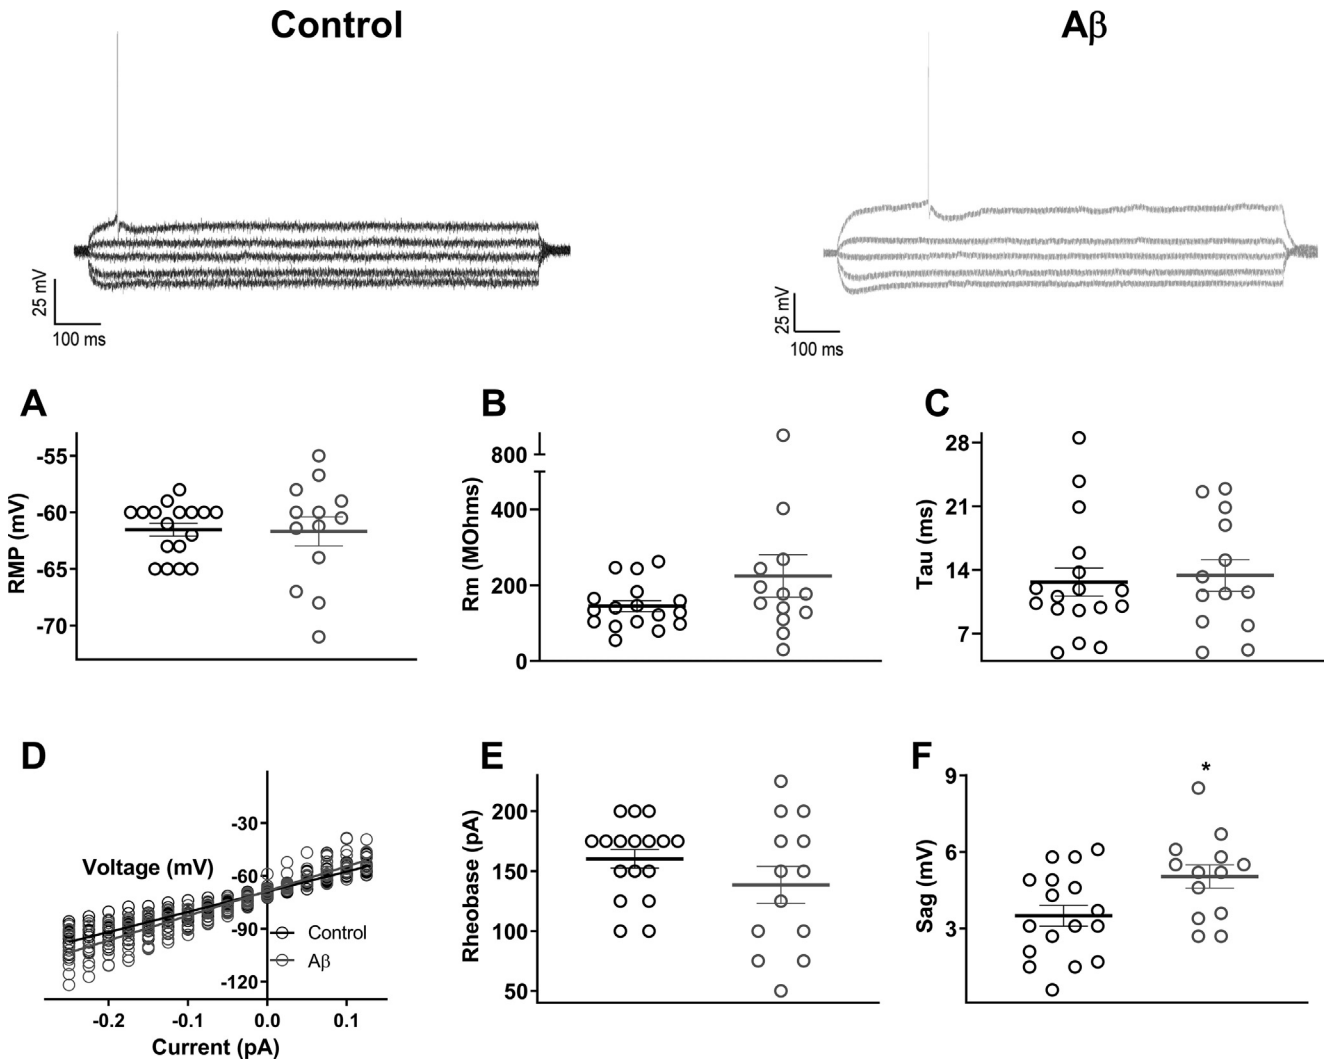 Control
Aβ
25 mV
100 ms
25 mV
100 ms
A
RMP (mV)
-55
-60
-65
-70
B
Rm (MOhms)
800
400
200
0
C
Tau (ms)
28
21
14
7
D
Voltage (mV)
-30
-60
-90
-120
Control
Aβ
-0.2
-0.1
0.0
0.1
Current (pA)
E
Rheobase (pA)
200
150
100
50
F
Sag (mV)
9
6
3
*